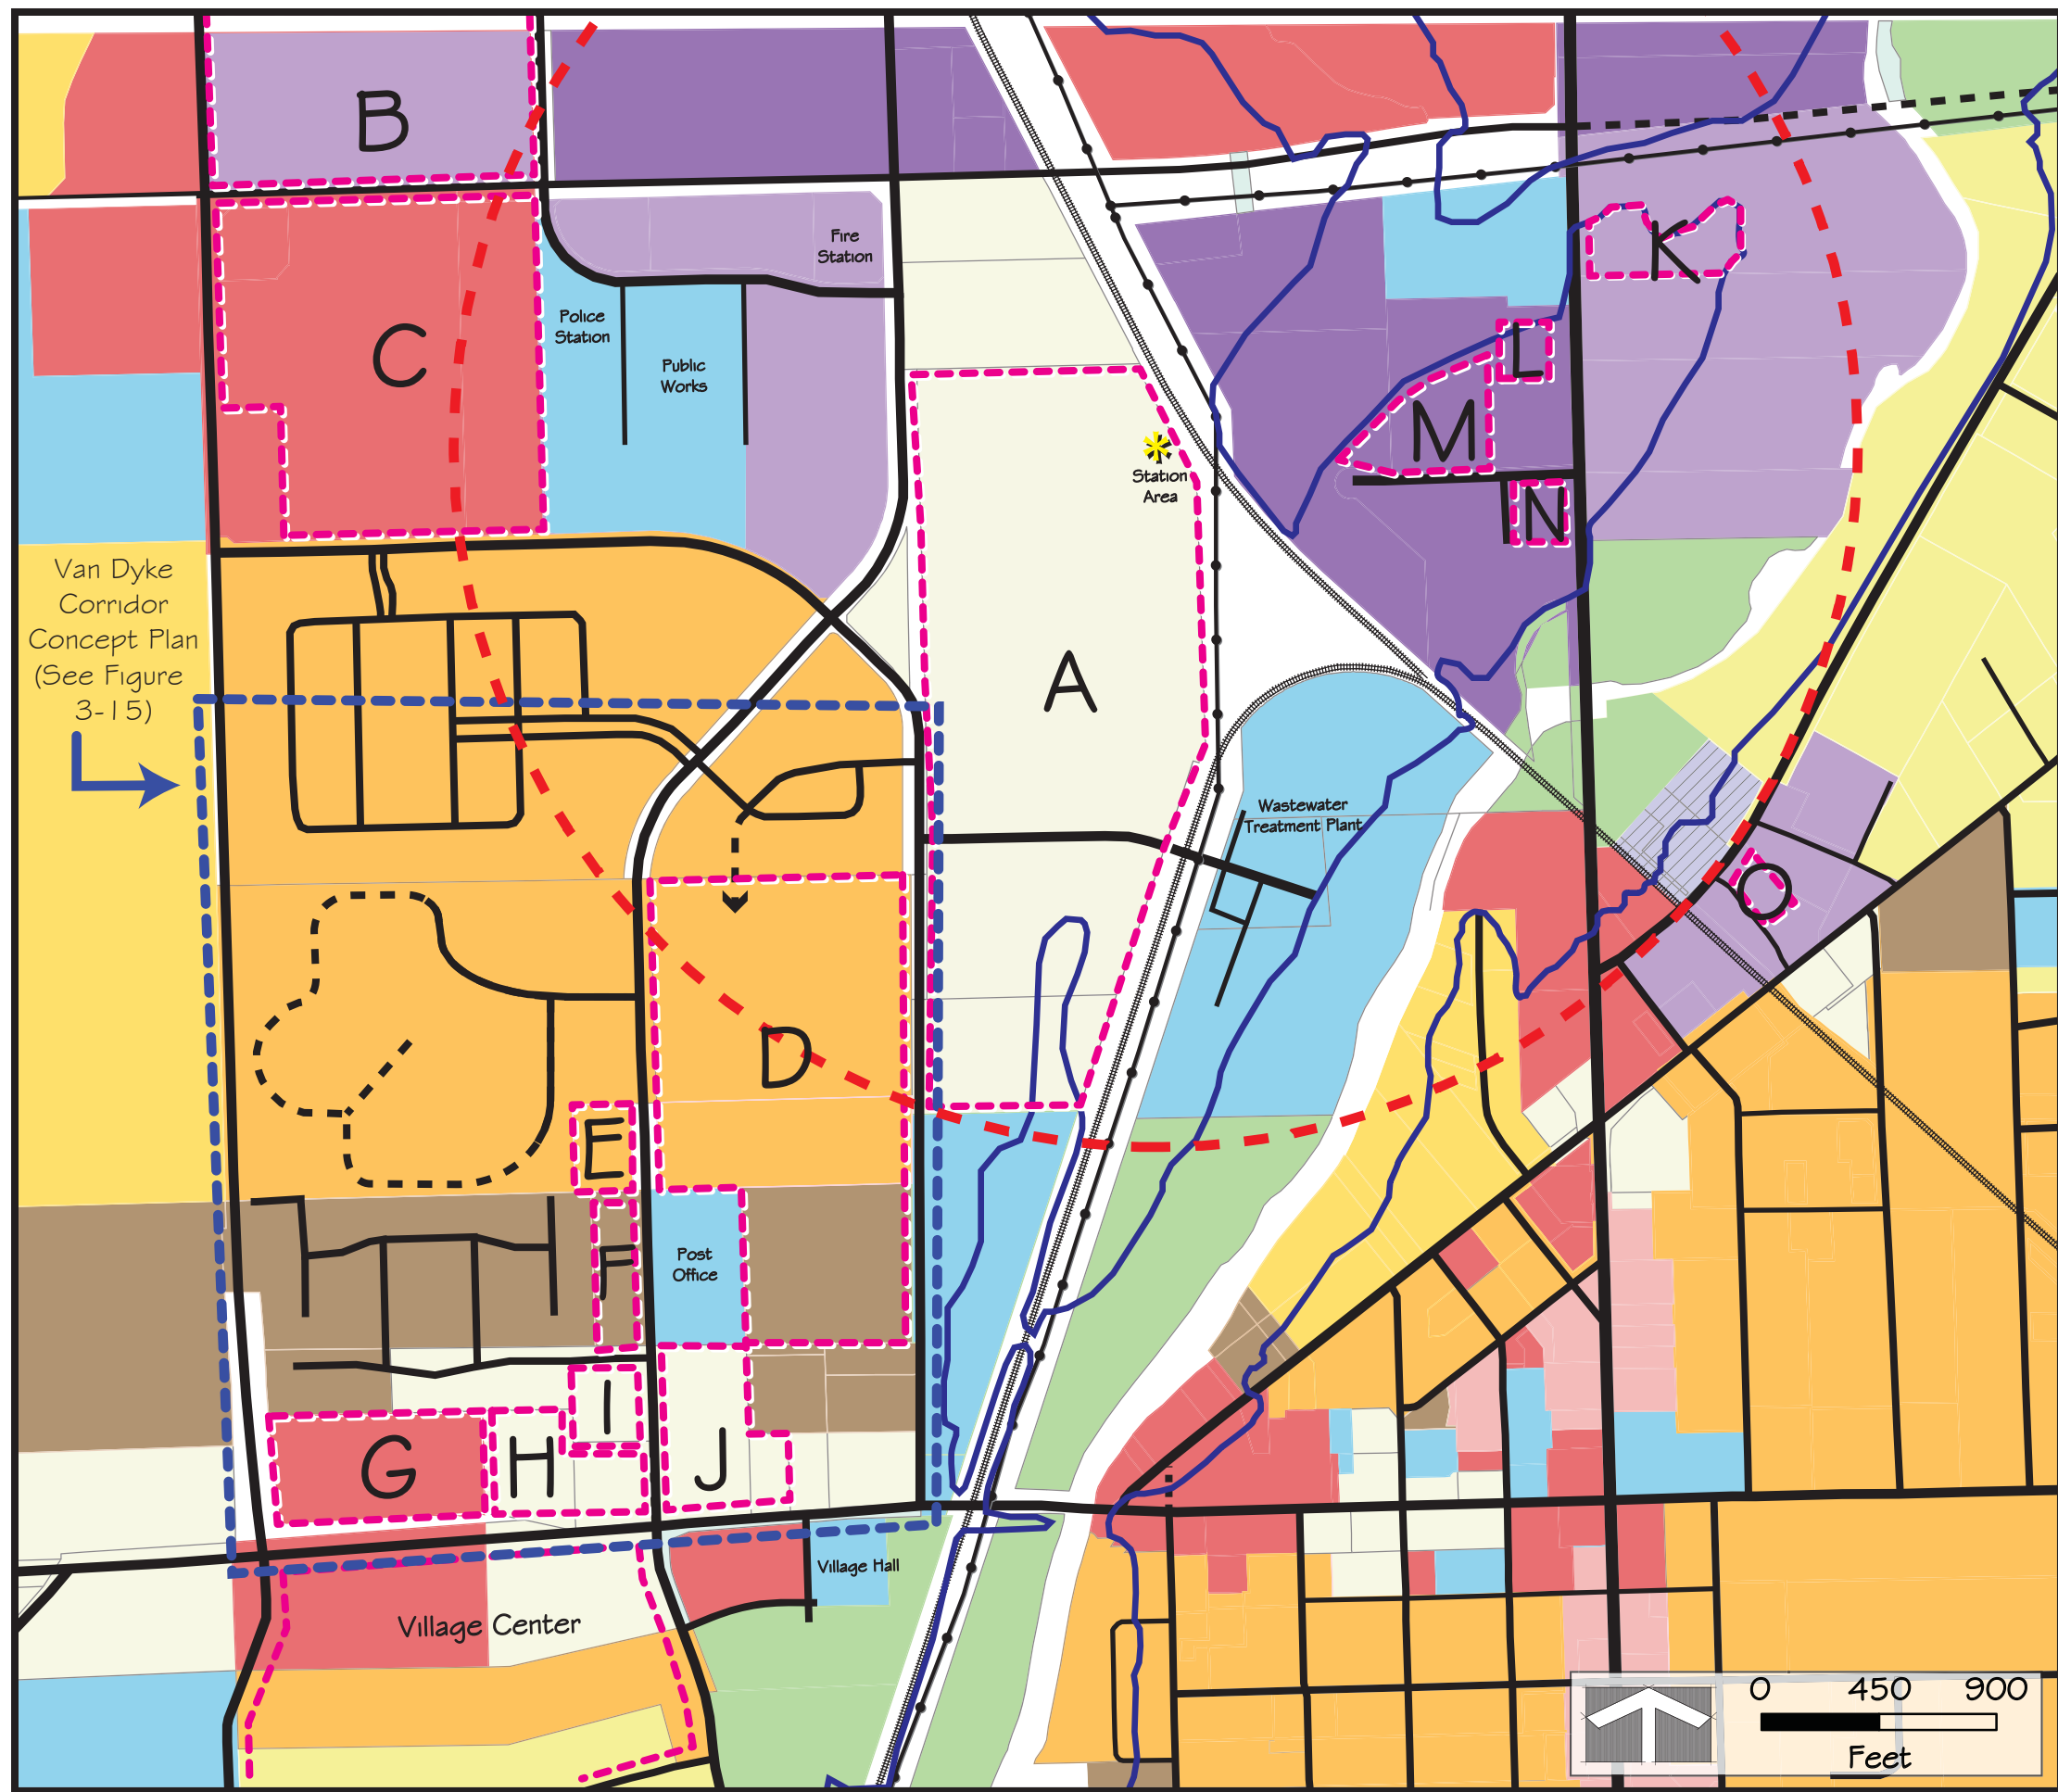 B
Fire
Station
K
C
Police
Station
Public
Works
L
M
Station
Area
N
Van Dyke
Corridor
Concept Plan
(See Figure
3-15)
A
Wastewater
Treatment Plant
O
D
E
F
Post
Office
I
G
H
J
Village Hall
Village Center
0 450 900
Feet